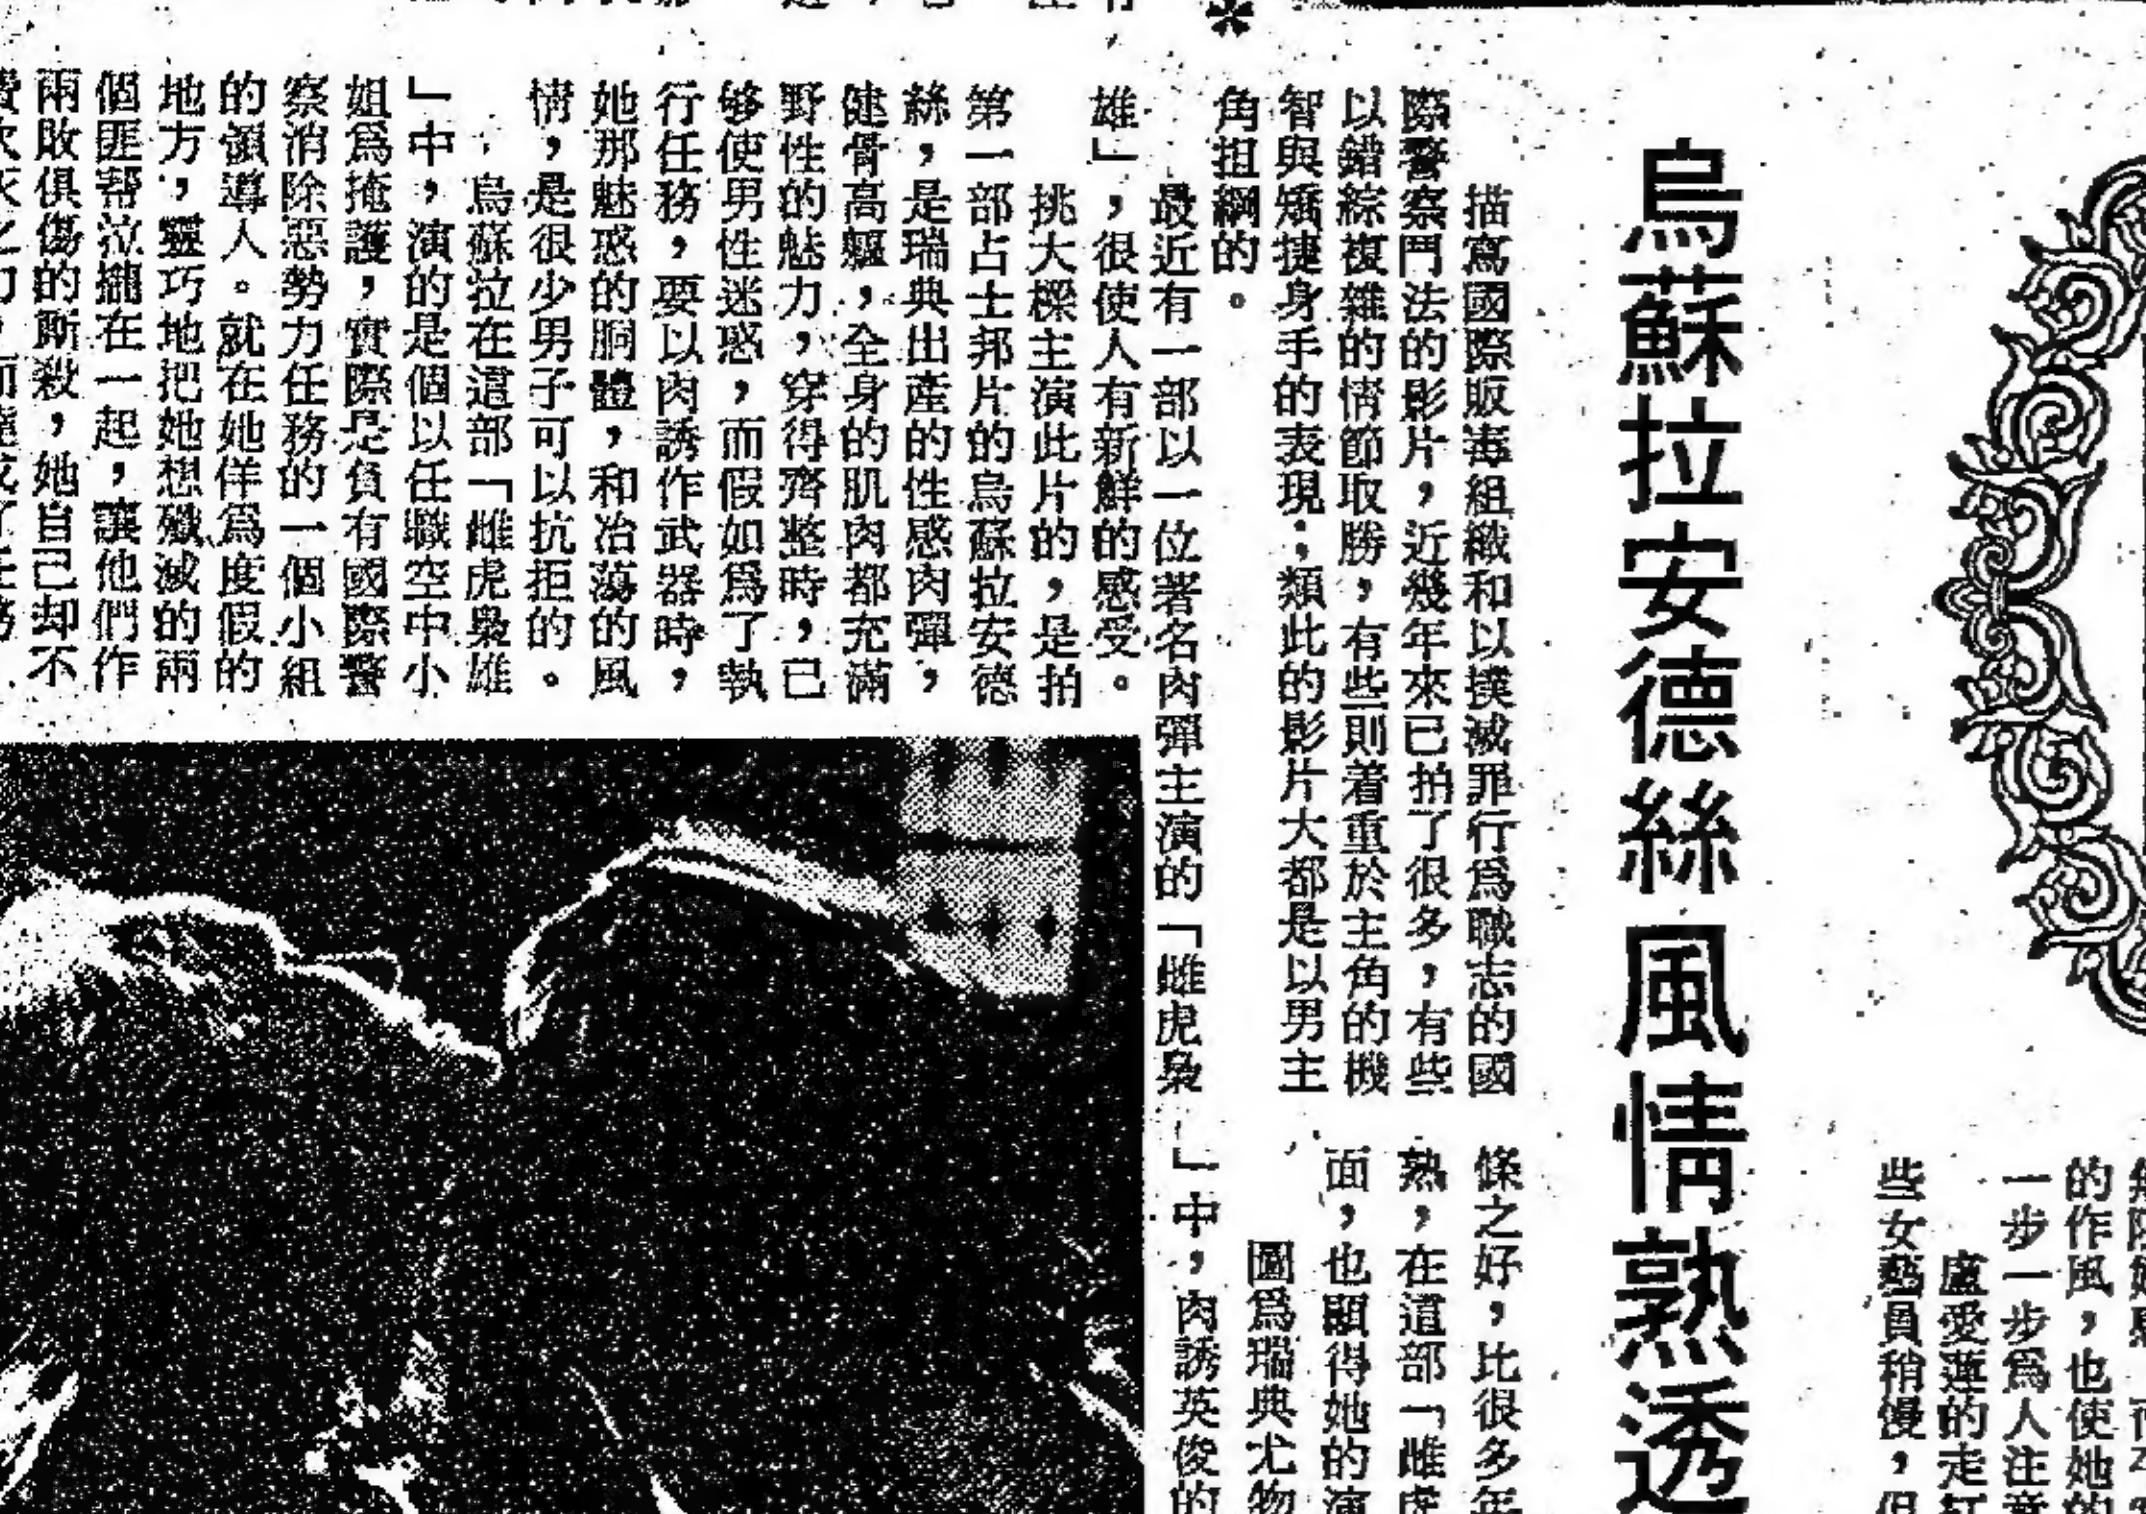 烏蘇拉安德絲風情熟透
描寫國際販毒組織和以撲滅罪行爲職志的國
際警察鬥法的影片，近幾年來已拍了很多，有些
以錯綜複雜的情節取勝，有些則着重於主角的機
智與矯捷身手的表現；類此的影片大都是以男主
角担綱的。
最近有一部以一位著名肉彈主演的「雌虎梟
雄」，很使人有新鮮的感受。
挑大樑主演此片的，是拍
第一部占士邦片的烏蘇拉安德
絲，是瑞典出產的性感肉彈，
健骨高軀，全身的肌肉都充滿
野性的魅力，穿得齊整時，已
够使男性迷惑，而假如爲了執
行任務，要以肉誘作武器時，
她那魅惑的胴體，和冶蕩的風
情，是很少男子可以抗拒的。
烏蘇拉在這部「雌虎梟雄
」中，演的是個以任職空中小
姐爲掩護，實際是負有國際警
察消除惡勢力任務的一個小組
的領導人。就在她佯爲度假的
地方，靈巧地把她想殲滅的兩
個匪帮拉攏在一起，讓他們作
兩敗俱傷的厮殺，她自己却不
條之好，比很多年
熟，在這部「雌虎
面，也顯得她的演
圖爲瑞典尤物
」中，肉誘英俊的
的作風，也使她的
一步一步爲人注意
盧愛蓮的走紅
些女藝員稍慢，但